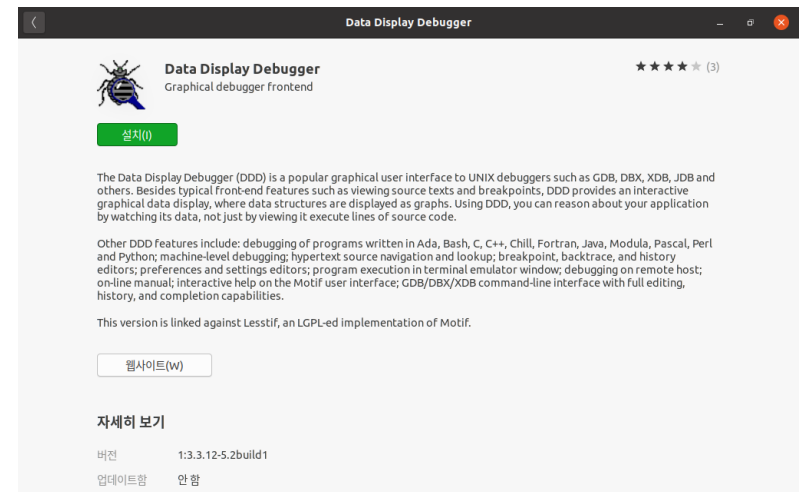 Data Display Debugger
Data Display Debugger
(3)
Graphical debugger frontend
설치(I)
The Data Display Debugger (DDD) is a popular graphical user interface to UNIX debuggers such as GDB, DBX, XDB, JDB and
others. Besides typical front-end features such as viewing source texts and breakpoints, DDD provides an interactive
graphical data display, where data structures are displayed as graphs. Using DDD, you can reason about your application
by watching its data, not just by viewing it execute lines of source code.
Other DDD features include: debugging of programs written in Ada, Bash, C, C++, Chill, Fortran, Java, Modula, Pascal, Perl
and Python; machine-level debugging; hypertext source navigation and lookup; breakpoint, backtrace, and history
editors; preferences and settings editors; program execution in terminal emulator window; debugging on remote host;
on-line manual; interactive help on the Motif user interface; GDB/DBX/XDB command-line interface with full editing,
history, and completion capabilities.
This version is linked against Lesstif, an LGPL-ed implementation of Motif.
웹사이트(W)
자세히 보기
버전 1:3.3.12-5.2build1
업데이트함 안 함